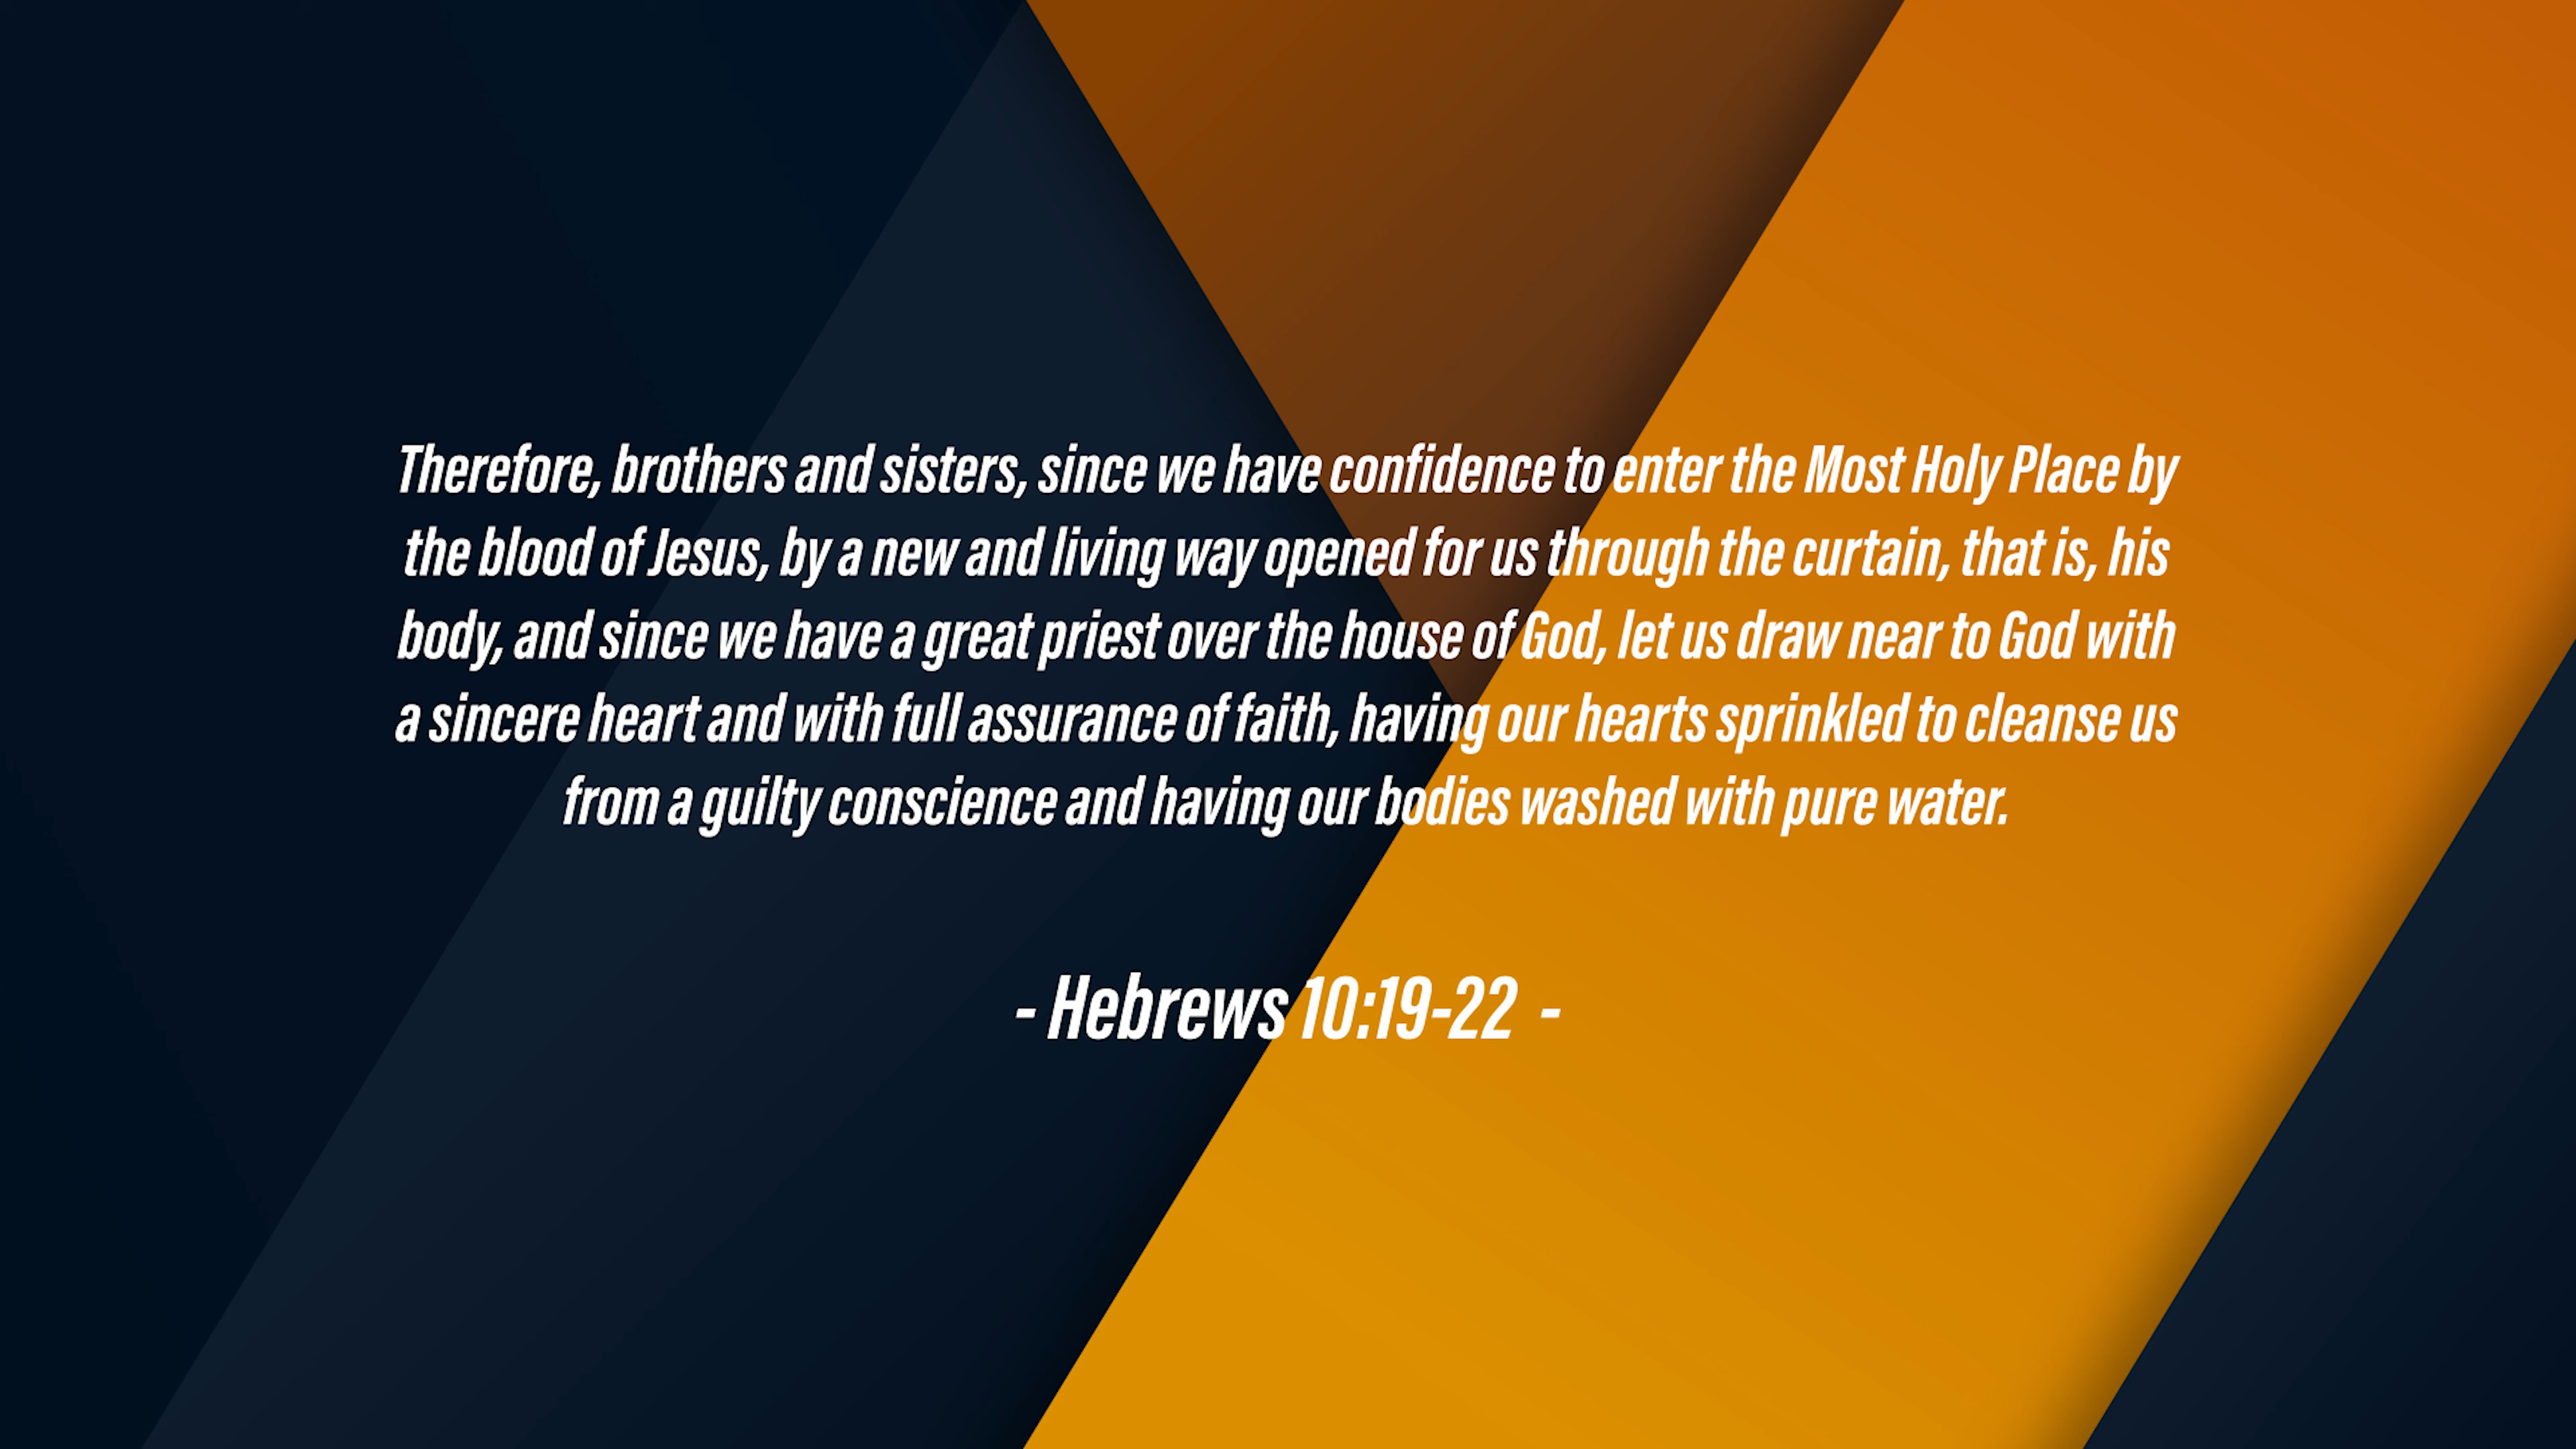 Therefore, brothers and sisters, since we have confidence to enter the Most Holy Place by
the blood of Jesus, by a new and living way opened for us through the curtain, that is, his
body, and since we have a great priest over the house of God, let us draw near to God with
a sincere heart and with full assurance of faith, having our hearts sprinkled to cleanse us
from a guilty conscience and having our bodies washed with pure water.
- Hebrews 10:19-22 -